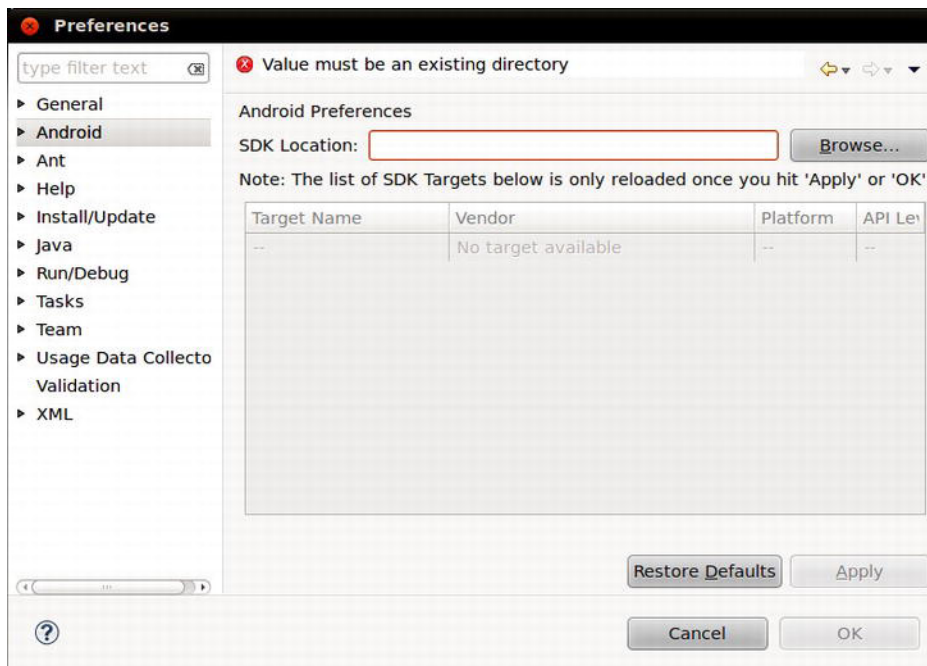 Preferences
type filter text
General
Android
Ant
Help
Install/Update
Java
Run/Debug
Tasks
Team
Usage Data Collecto
Validation
XML
Value must be an existing directory
Android Preferences
SDK Location:
Browse...
Note: The list of SDK Targets below is only reloaded once you hit 'Apply' or 'OK'
Target Name Vendor Platform API Lev
-- No target available -- --
Restore Defaults Apply
Cancel OK